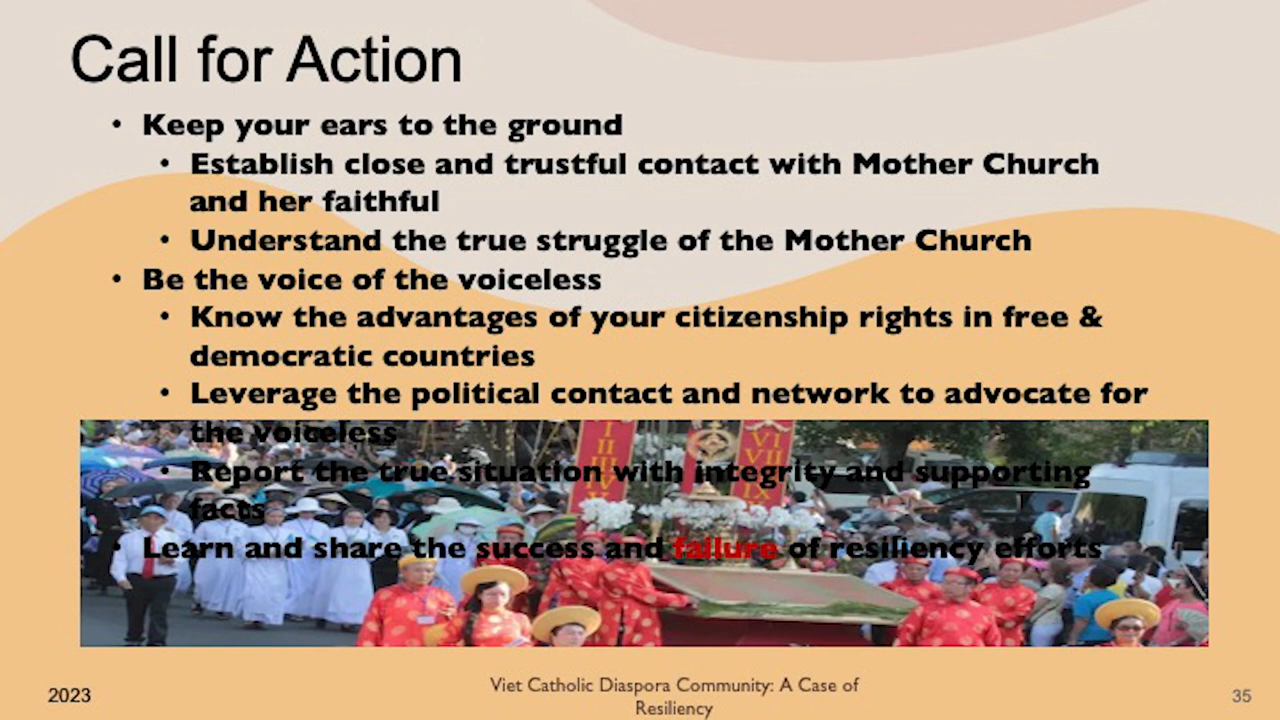 Call for Action
• Keep your ears to the ground
• Establish close and trustful contact with Mother Church
and her faithful
• Understand the true struggle of the Mother Church
• Be the voice of the voiceless
• Know the advantages of your citizenship rights in free &
democratic countries
• Leverage the political contact and network to advocate for
the voiceless
• Report the true situation with integrity and supporting
facts
• Learn and share the success and failure of resiliency efforts
2023
Viet Catholic Diaspora Community: A Case of
Resiliency
35